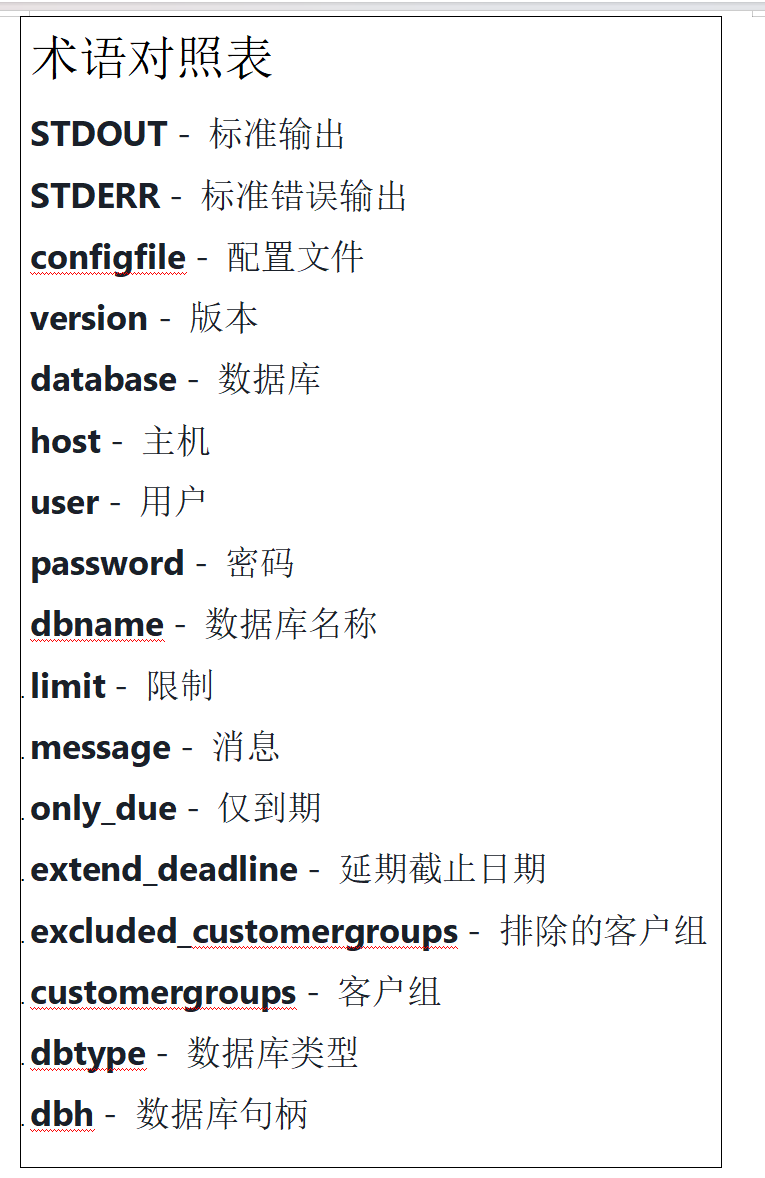 术语对照表
STDOUT - 标准输出
STDERR - 标准错误输出
configfile - 配置文件
version - 版本
database - 数据库
host - 主机
user - 用户
password - 密码
dbname - 数据库名称
limit - 限制
message - 消息
only_due - 仅到期
extend_deadline - 延期截止日期
excluded_customergroups - 排除的客户组
customergroups - 客户组
dbtype - 数据库类型
dbh - 数据库句柄